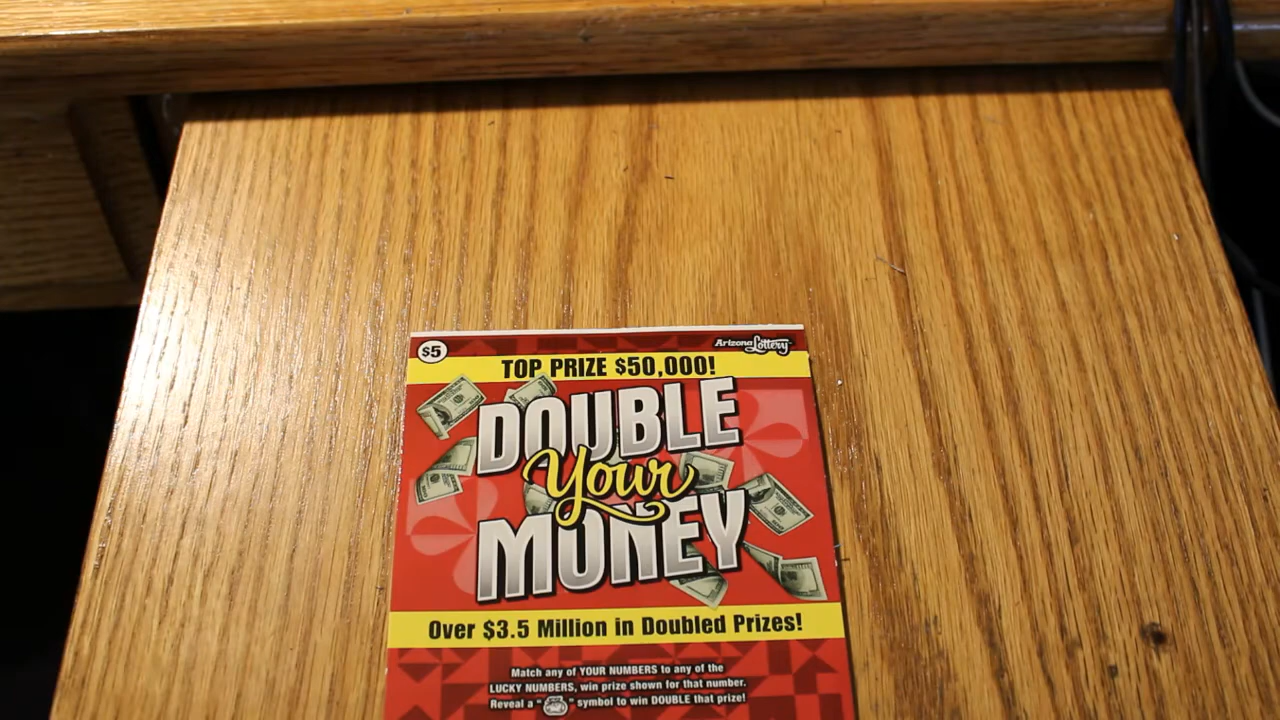 $5
Arizona Lottery
TOP PRIZE $50,000!
DOUBLE
Your
MONEY
Over $3.5 Million in Doubled Prizes!
Match any of YOUR NUMBERS to any of the
LUCKY NUMBERS, win prize shown for that number.
Reveal a " " symbol to win DOUBLE that prize!